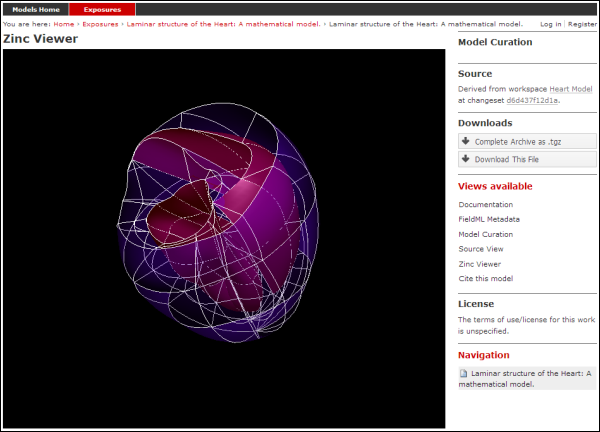 Models Home Exposures
You are here: Home › Exposures › Laminar structure of the Heart: A mathematical model. › Laminar structure of the Heart: A mathematical model. Log in Register
Zinc Viewer
Model Curation
Source
Derived from workspace Heart Model
at changeset d6d437f12d1a.
Downloads
Complete Archive as .tgz
Download This File
Views available
Documentation
FieldML Metadata
Model Curation
Source View
Zinc Viewer
Cite this model
License
The terms of use/license for this work
is unspecified.
Navigation
Laminar structure of the Heart: A
mathematical model.